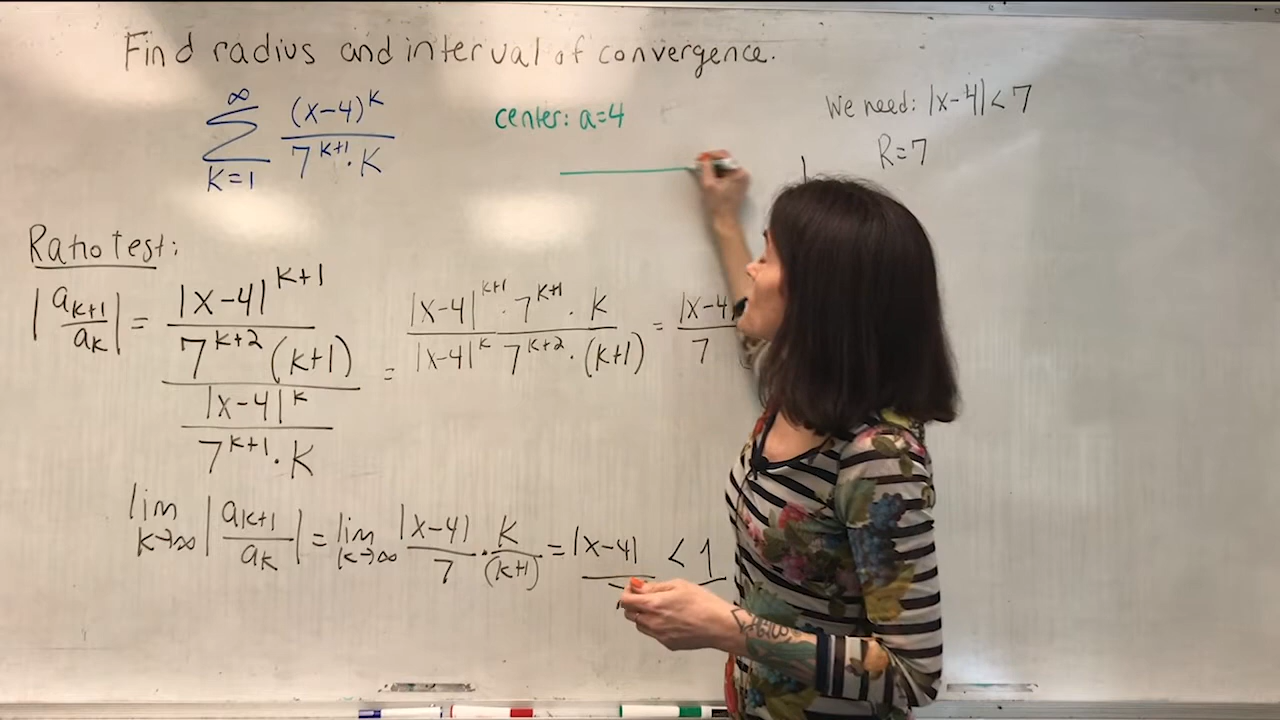 Find radius and interval of convergence.
∞
∑ (x-4)^k / 7^{k+1} · K
K=1
center: a=4
We need: |x-4| < 7
R=7
Ratio Test:
|a_{k+1} / a_k| = (|x-4|^{k+1} / 7^{k+2} (k+1)) / (|x-4|^k / 7^{k+1} · K) = |x-4|^{k+1} · 7^{k+1} · k / |x-4|^k 7^{k+2} · (k+1) = |x-4| / 7
lim_{k→∞} |a_{k+1} / a_k| = lim_{k→∞} |x-4| / 7 · k / (k+1) = |x-4| < 1